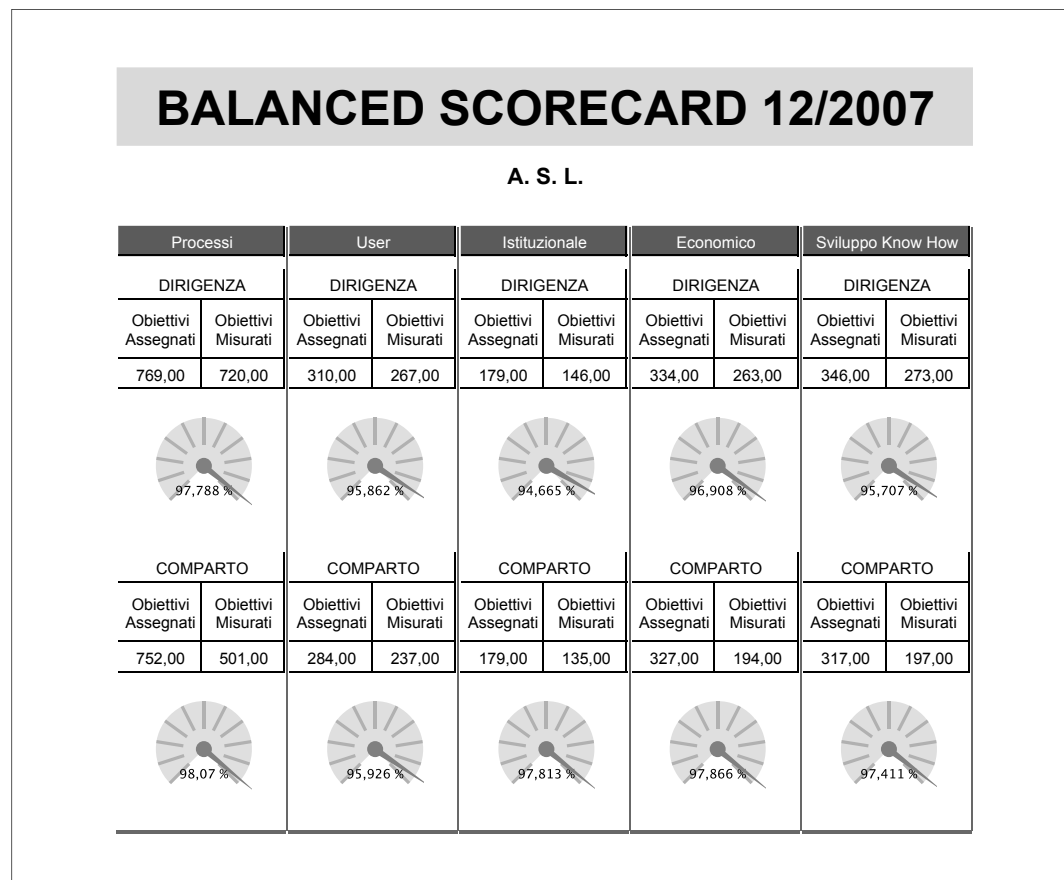 BALANCED SCORECARD 12/2007
A. S. L.
Processi User Istituzionale Economico Sviluppo Know How
DIRIGENZA DIRIGENZA DIRIGENZA DIRIGENZA DIRIGENZA
Obiettivi Obiettivi Obiettivi Obiettivi Obiettivi Obiettivi Obiettivi Obiettivi Obiettivi Obiettivi
Assegnati Misurati Assegnati Misurati Assegnati Misurati Assegnati Misurati Assegnati Misurati
769,00 720,00 310,00 267,00 179,00 146,00 334,00 263,00 346,00 273,00
97,788 % 95,862 % 94,665 % 96,908 % 95,707 %
COMPARTO COMPARTO COMPARTO COMPARTO COMPARTO
Obiettivi Obiettivi Obiettivi Obiettivi Obiettivi Obiettivi Obiettivi Obiettivi Obiettivi Obiettivi
Assegnati Misurati Assegnati Misurati Assegnati Misurati Assegnati Misurati Assegnati Misurati
752,00 501,00 284,00 237,00 179,00 135,00 327,00 194,00 317,00 197,00
98,07 % 95,926 % 97,813 % 97,866 % 97,411 %